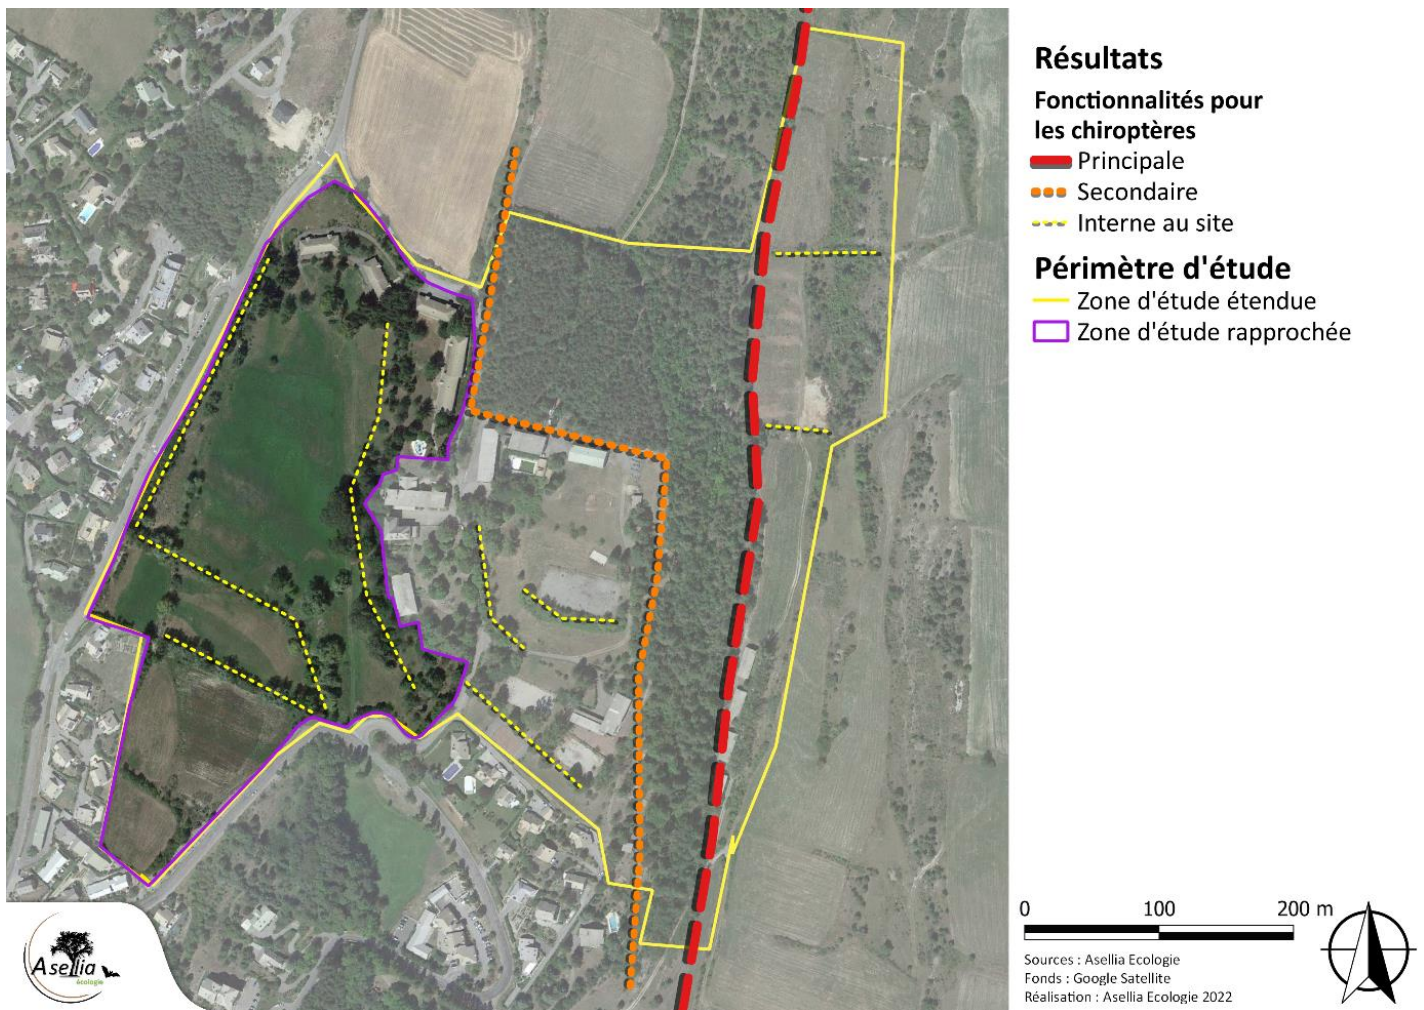 Résultats
Fonctionnalités pour
les chiroptères
Principale
Secondaire
Interne au site
Périmètre d'étude
Zone d'étude étendue
Zone d'étude rapprochée
0 100 200 m
Sources : Asellia Ecologie
Fonds : Google Satellite
Réalisation : Asellia Ecologie 2022
Asellia
écologie